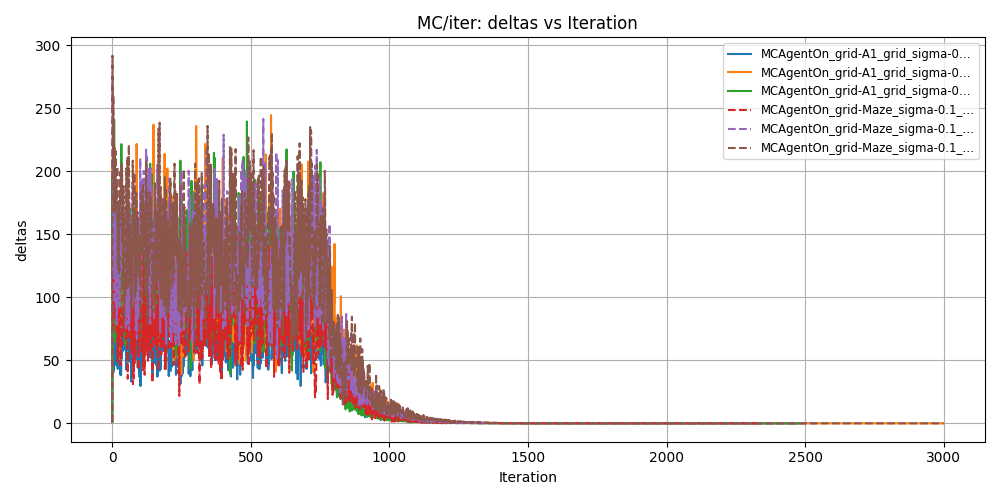 MC/iter: deltas vs Iteration
300
250
200
150
100
50
0
deltas
0
500
1000
1500
2000
2500
3000
Iteration
MCAgentOn_grid-A1_grid_sigma-0...
MCAgentOn_grid-A1_grid_sigma-0...
MCAgentOn_grid-A1_grid_sigma-0...
MCAgentOn_grid-Maze_sigma-0.1_...
MCAgentOn_grid-Maze_sigma-0.1_...
MCAgentOn_grid-Maze_sigma-0.1_...